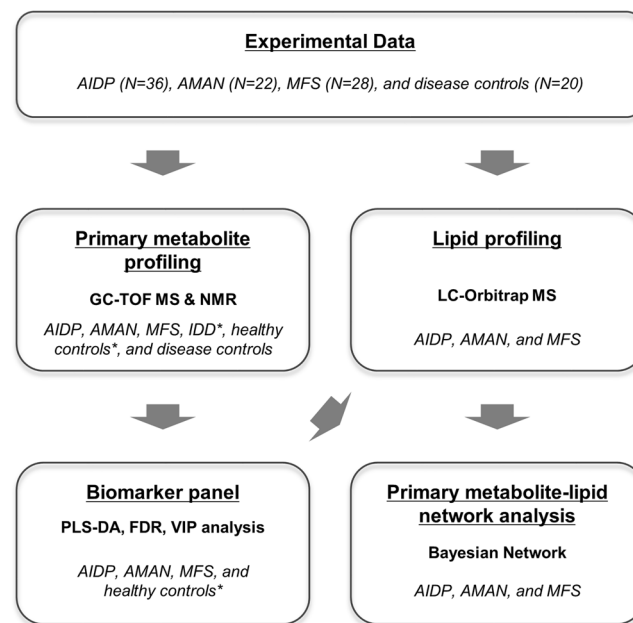 Experimental Data
AIDP (N=36), AMAN (N=22), MFS (N=28), and disease controls (N=20)
Primary metabolite
profiling
GC-TOF MS & NMR
AIDP, AMAN, MFS, IDD*, healthy
controls*, and disease controls
Lipid profiling
LC-Orbitrap MS
AIDP, AMAN, and MFS
Biomarker panel
PLS-DA, FDR, VIP analysis
AIDP, AMAN, MFS, and
healthy controls*
Primary metabolite-lipid
network analysis
Bayesian Network
AIDP, AMAN, and MFS